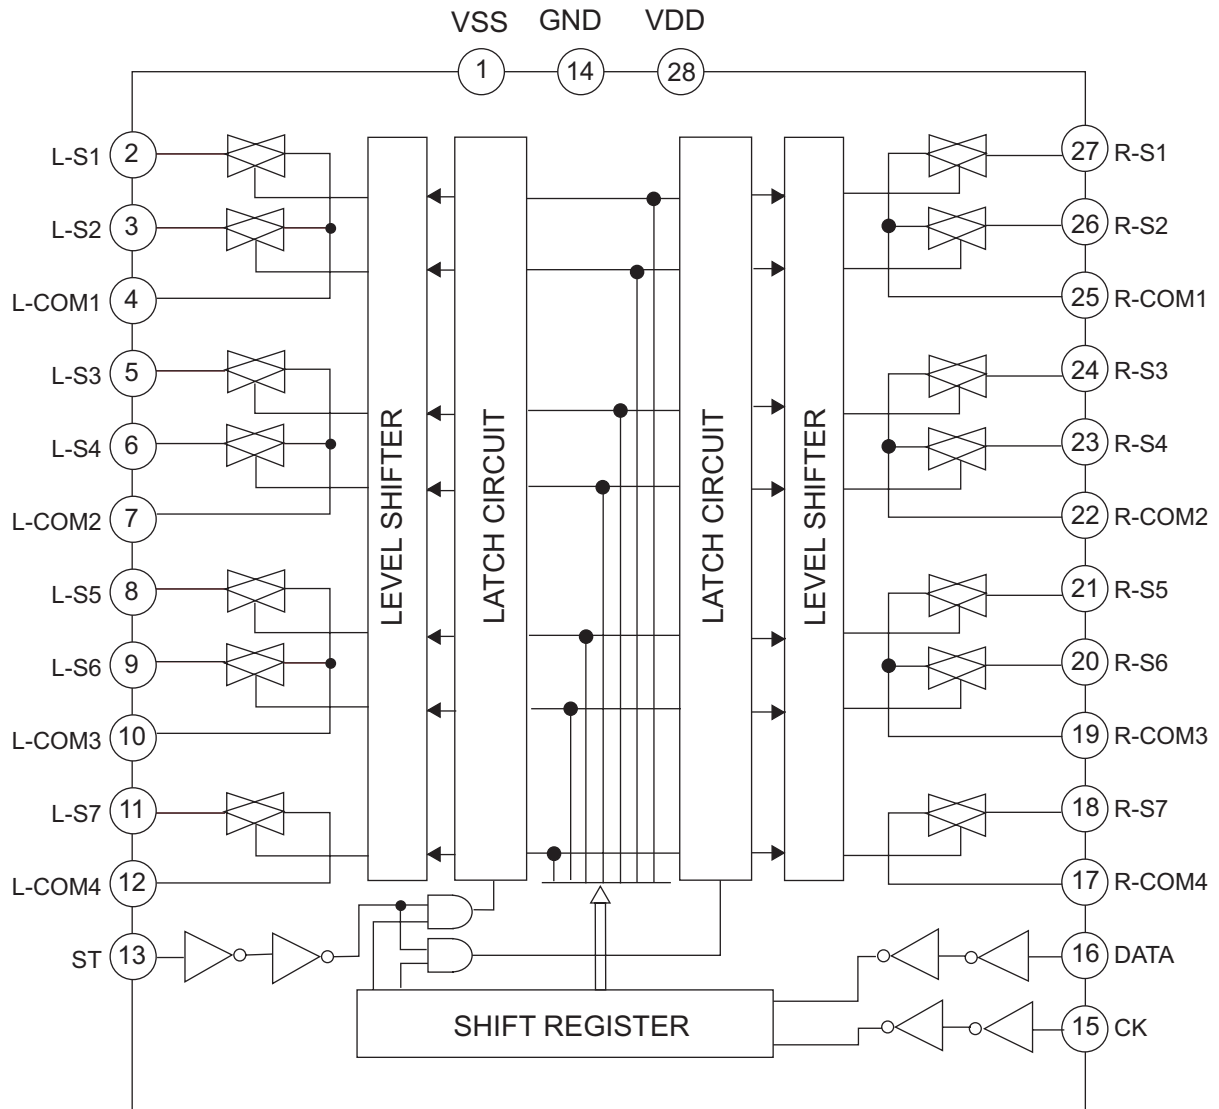 VSS GND VDD
1 14 28
L-S1 2
27 R-S1
L-S2 3
26 R-S2
L-COM1 4
25 R-COM1
L-S3 5
24 R-S3
L-S4 6
23 R-S4
L-COM2 7
22 R-COM2
L-S5 8
21 R-S5
L-S6 9
20 R-S6
L-COM3 10
19 R-COM3
L-S7 11
18 R-S7
L-COM4 12
17 R-COM4
LEVEL SHIFTER
LATCH CIRCUIT
LATCH CIRCUIT
LEVEL SHIFTER
ST 13
16 DATA
SHIFT REGISTER
15 CK